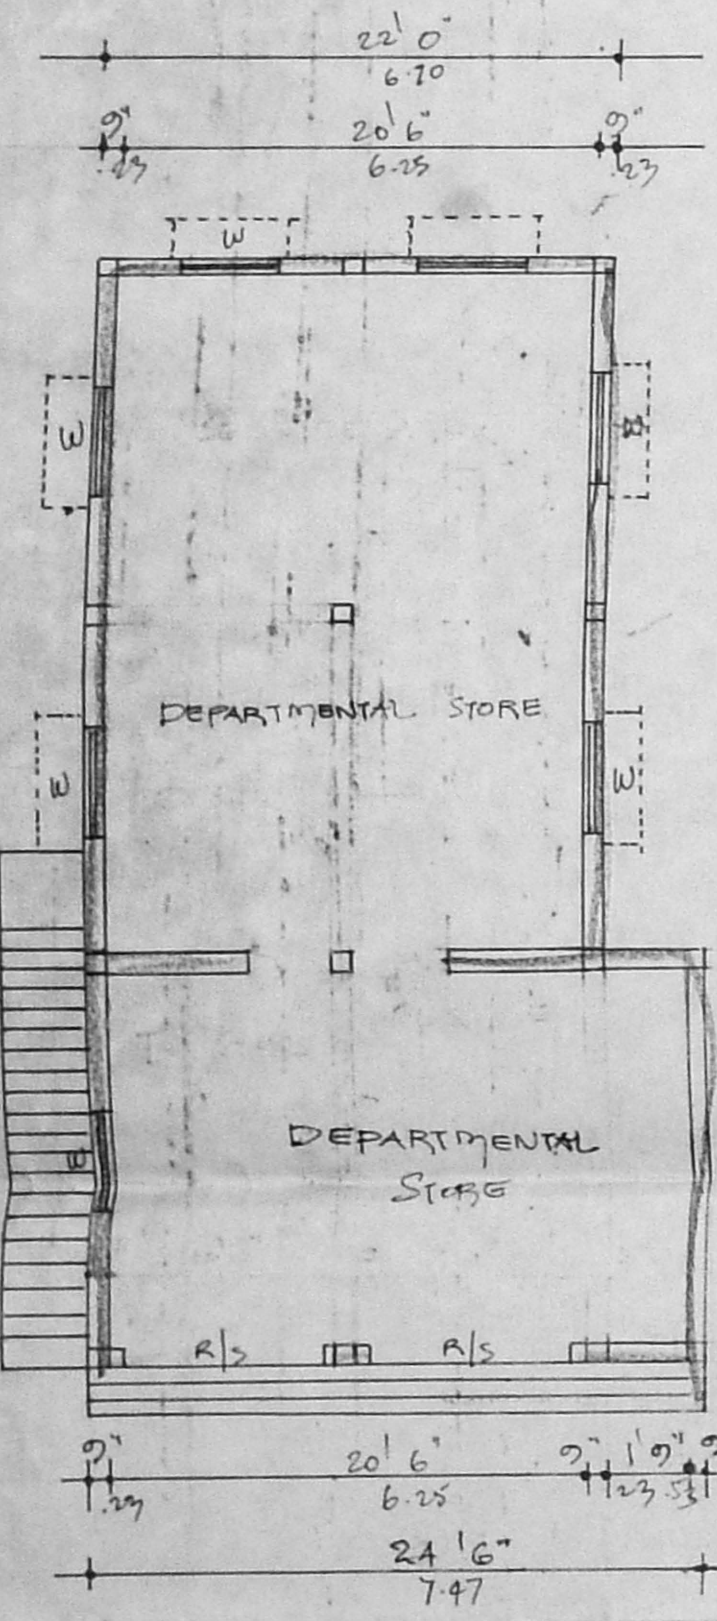 22' 0"
6.70
9" 20' 6" 9"
.23 6.25 .23
W
W W
DEPARTMENTAL STORE
W W
DEPARTMENTAL
STORE
W
R/S R/S
9" 20' 6" 9" 1' 9" 9
.23 6.25 .23 .53
24' 6"
7.47